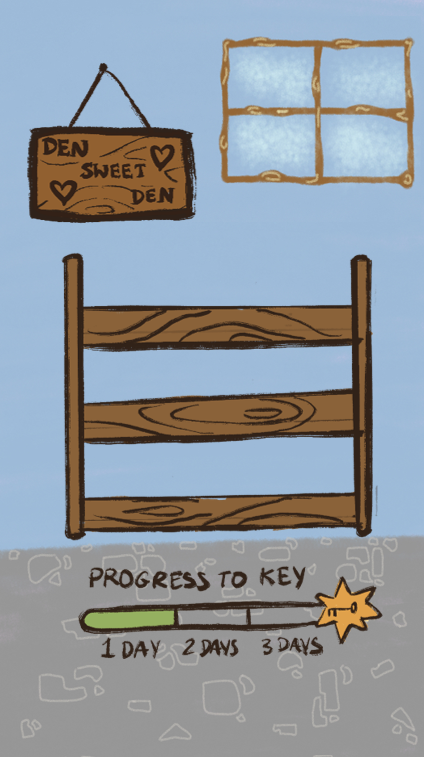 DEN
SWEET
DEN
PROGRESS TO KEY
1 DAY 2 DAYS 3 DAYS